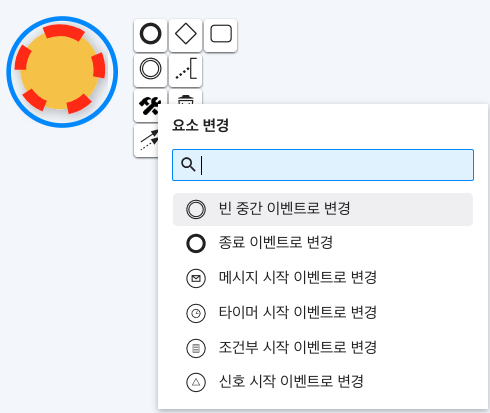 요소 변경
빈 중간 이벤트로 변경
종료 이벤트로 변경
메시지 시작 이벤트로 변경
타이머 시작 이벤트로 변경
조건부 시작 이벤트로 변경
신호 시작 이벤트로 변경